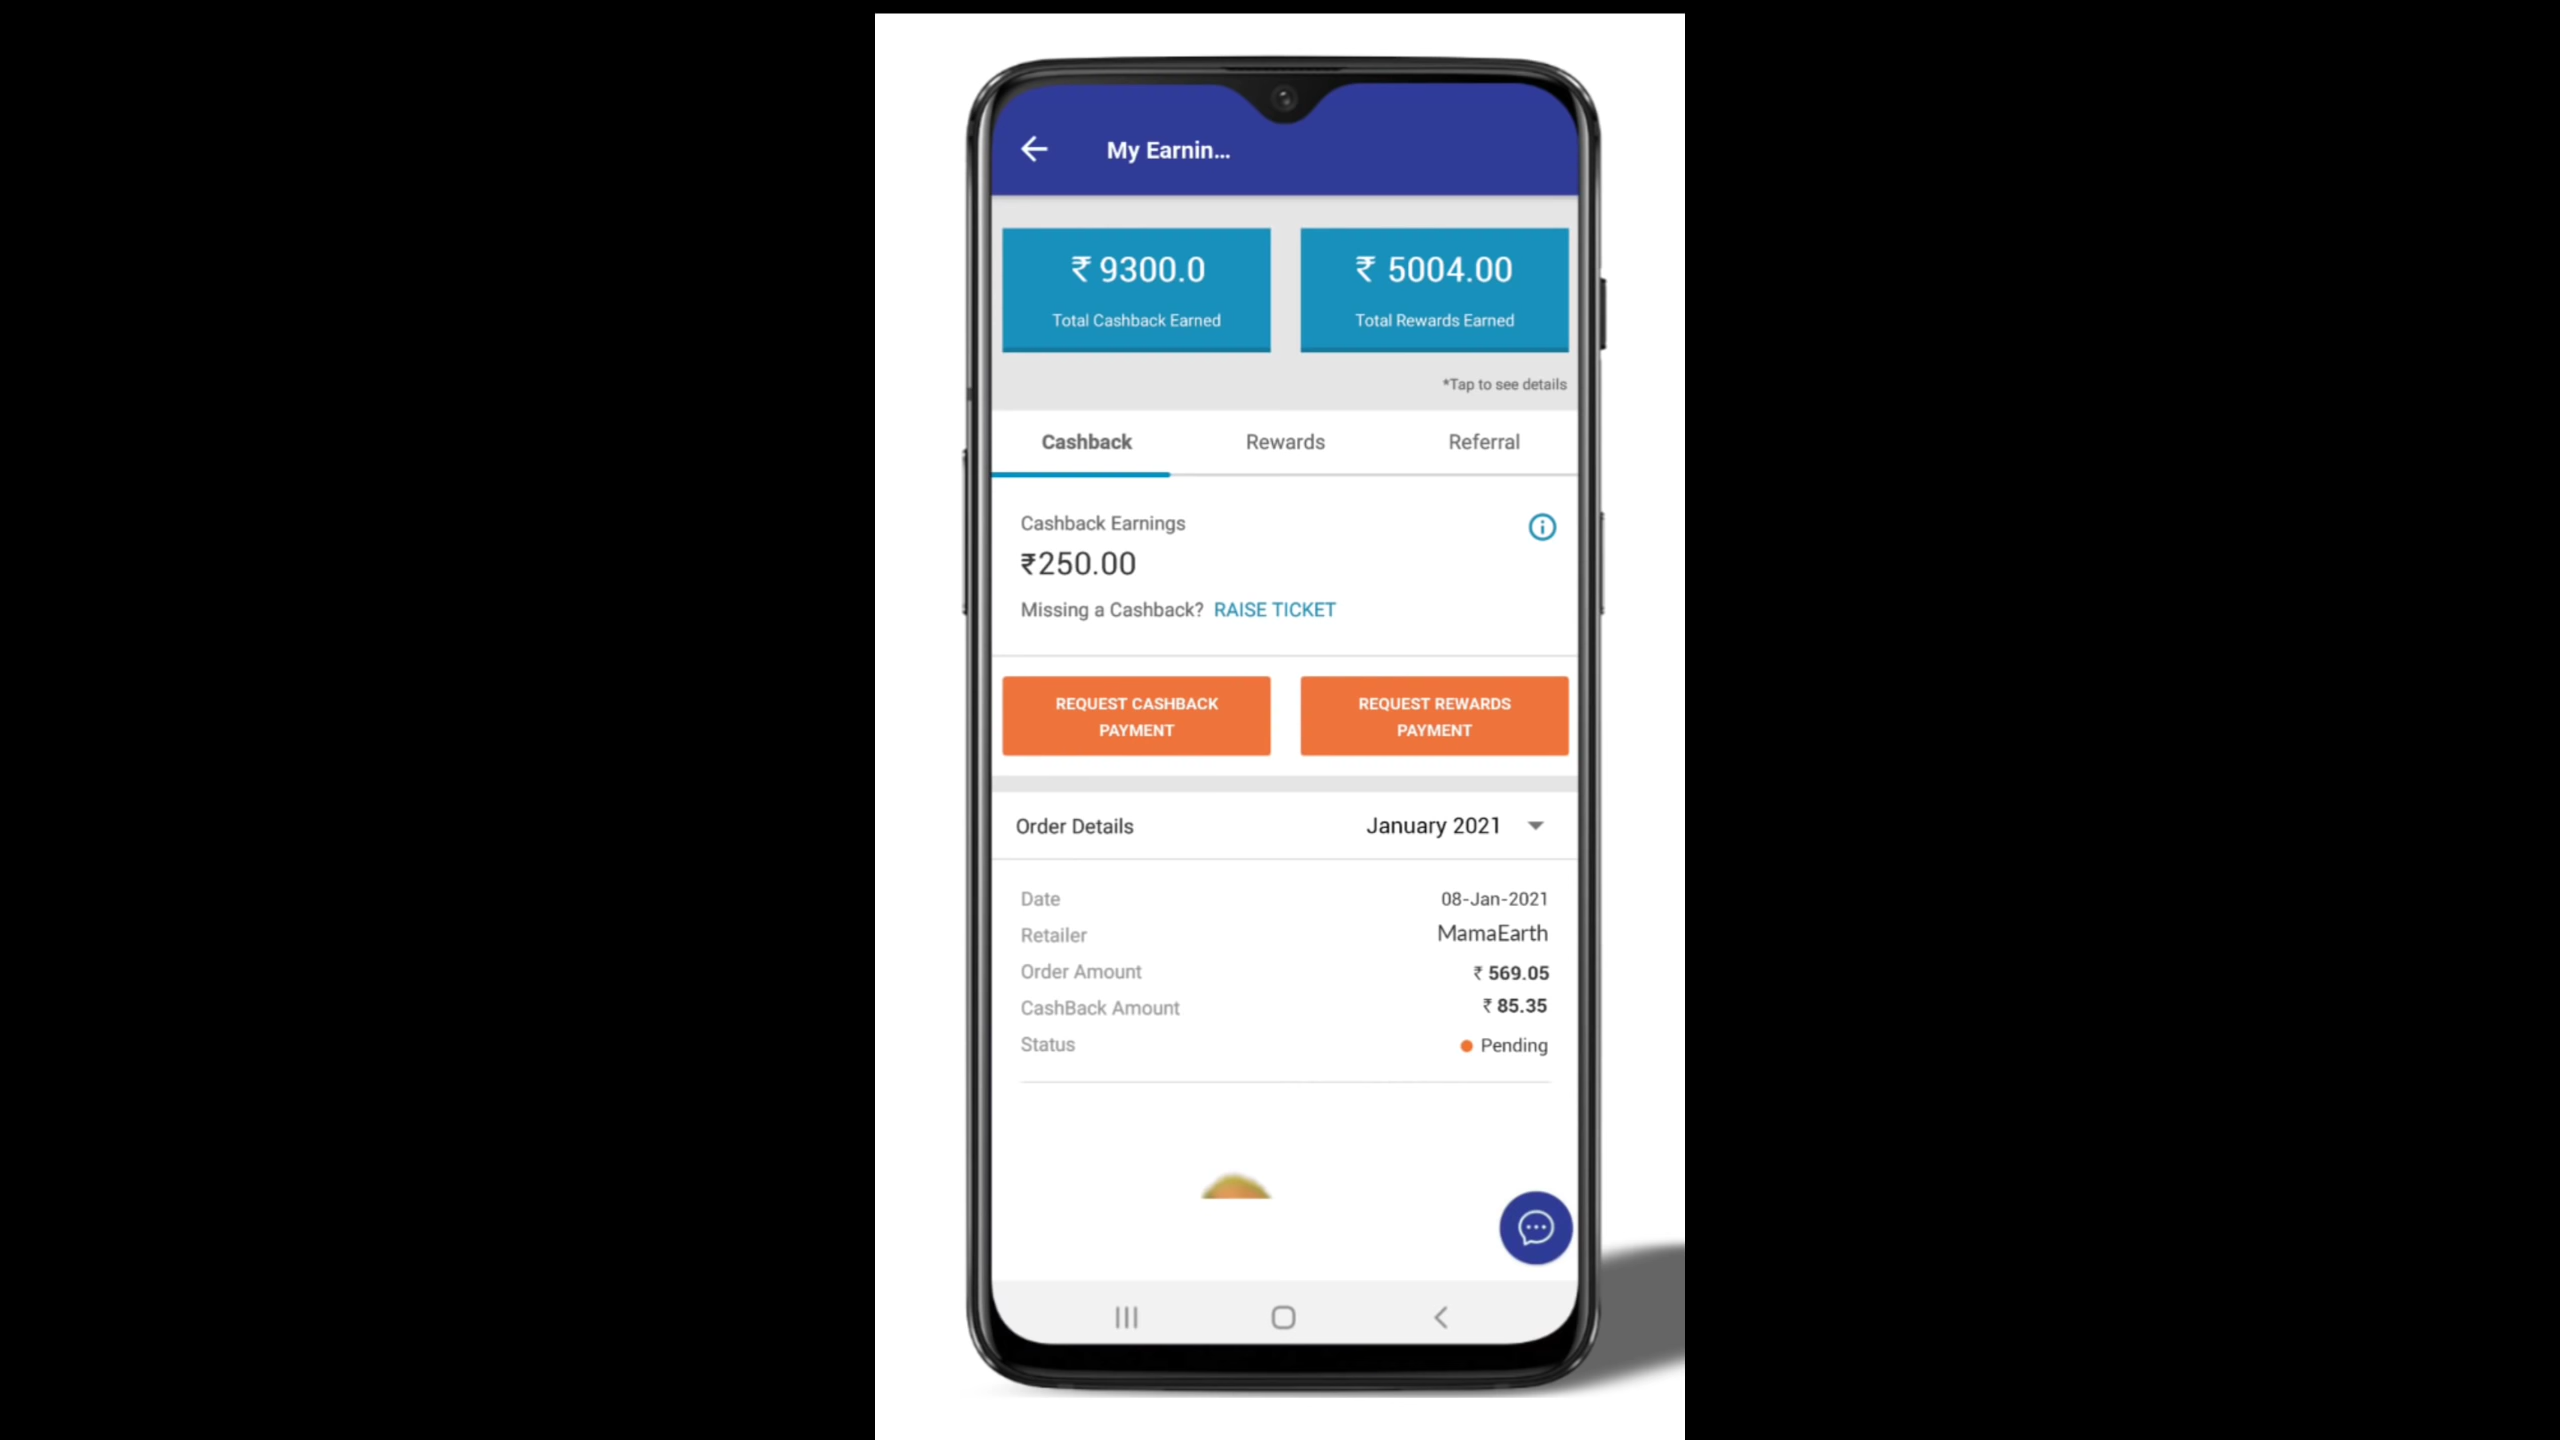 My Earnin...
₹ 9300.0
Total Cashback Earned
₹ 5004.00
Total Rewards Earned
*Tap to see details
Cashback Rewards Referral
Cashback Earnings
₹250.00
Missing a Cashback? RAISE TICKET
REQUEST CASHBACK
PAYMENT
REQUEST REWARDS
PAYMENT
Order Details January 2021
Date 08-Jan-2021
Retailer MamaEarth
Order Amount ₹ 569.05
CashBack Amount ₹ 85.35
Status Pending